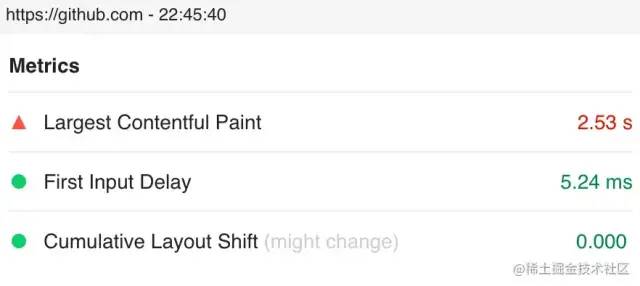 https://github.com - 22:45:40
Metrics
Largest Contentful Paint 2.53 s
First Input Delay 5.24 ms
Cumulative Layout Shift (might change) 0.000
@稀土掘金技术社区